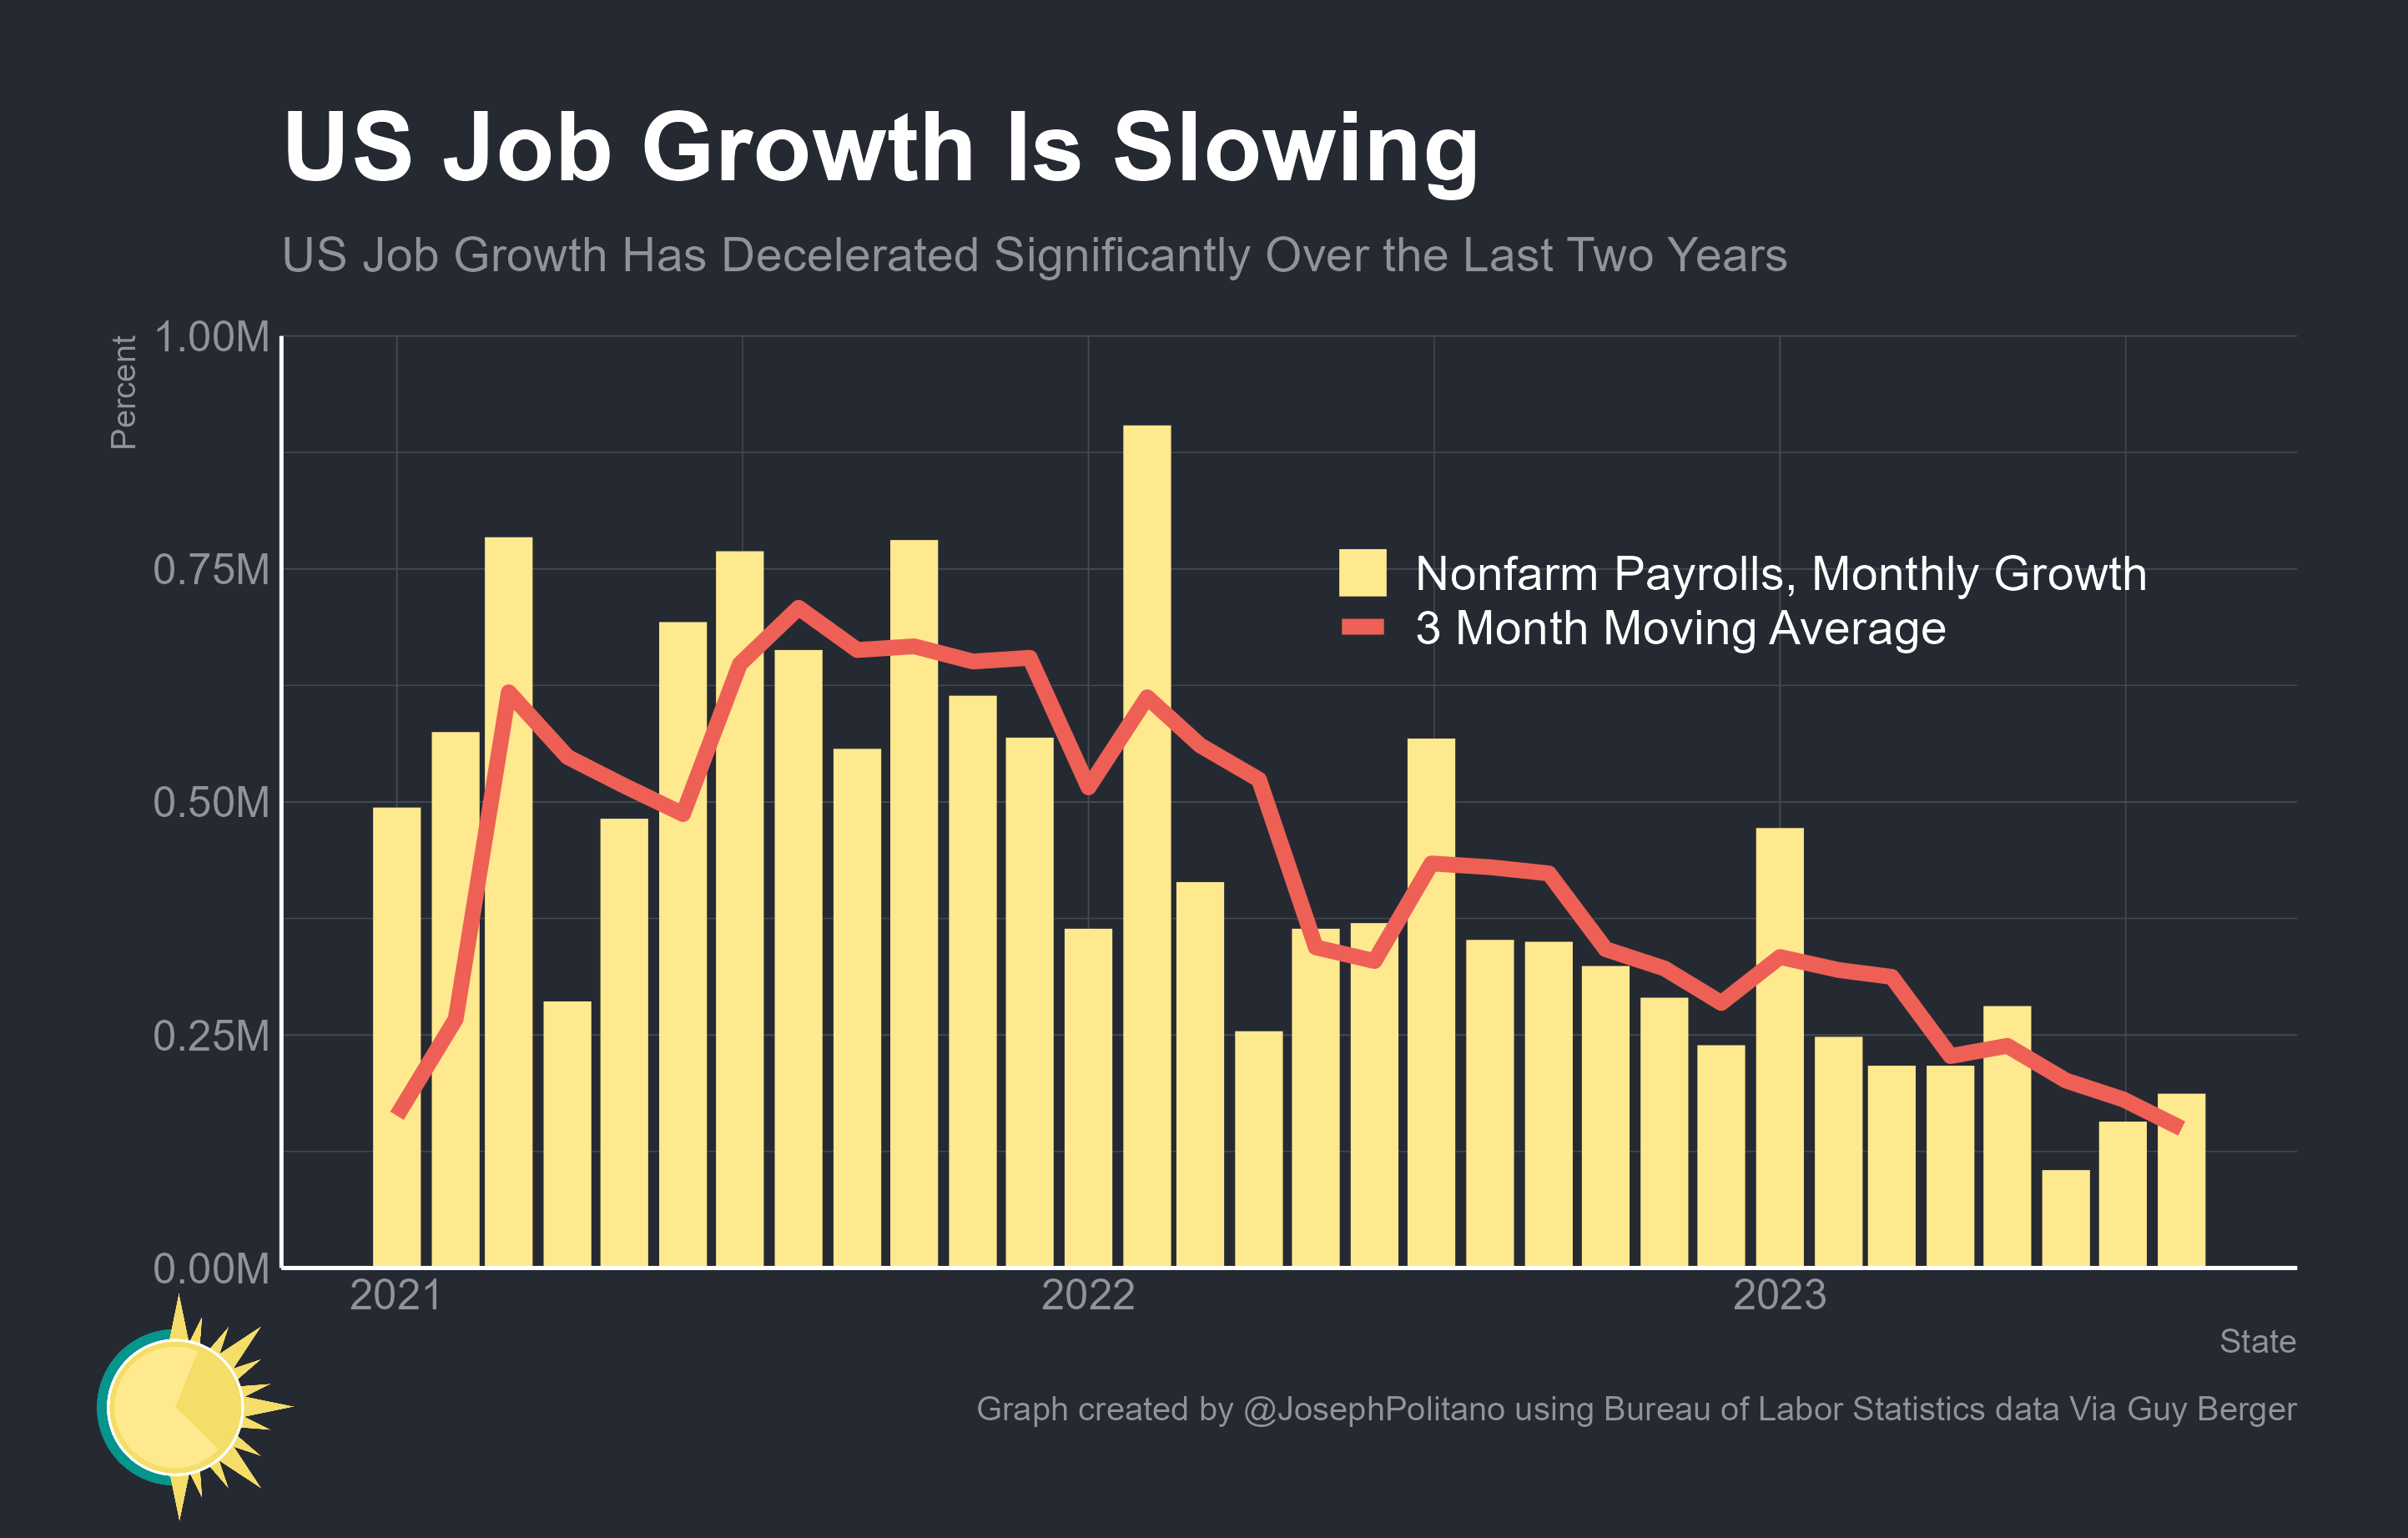 US Job Growth Is Slowing
US Job Growth Has Decelerated Significantly Over the Last Two Years
Percent
1.00M
0.75M
0.50M
0.25M
0.00M
Nonfarm Payrolls, Monthly Growth
3 Month Moving Average
2021
2022
2023
State
Graph created by @JosephPolitano using Bureau of Labor Statistics data Via Guy Berger